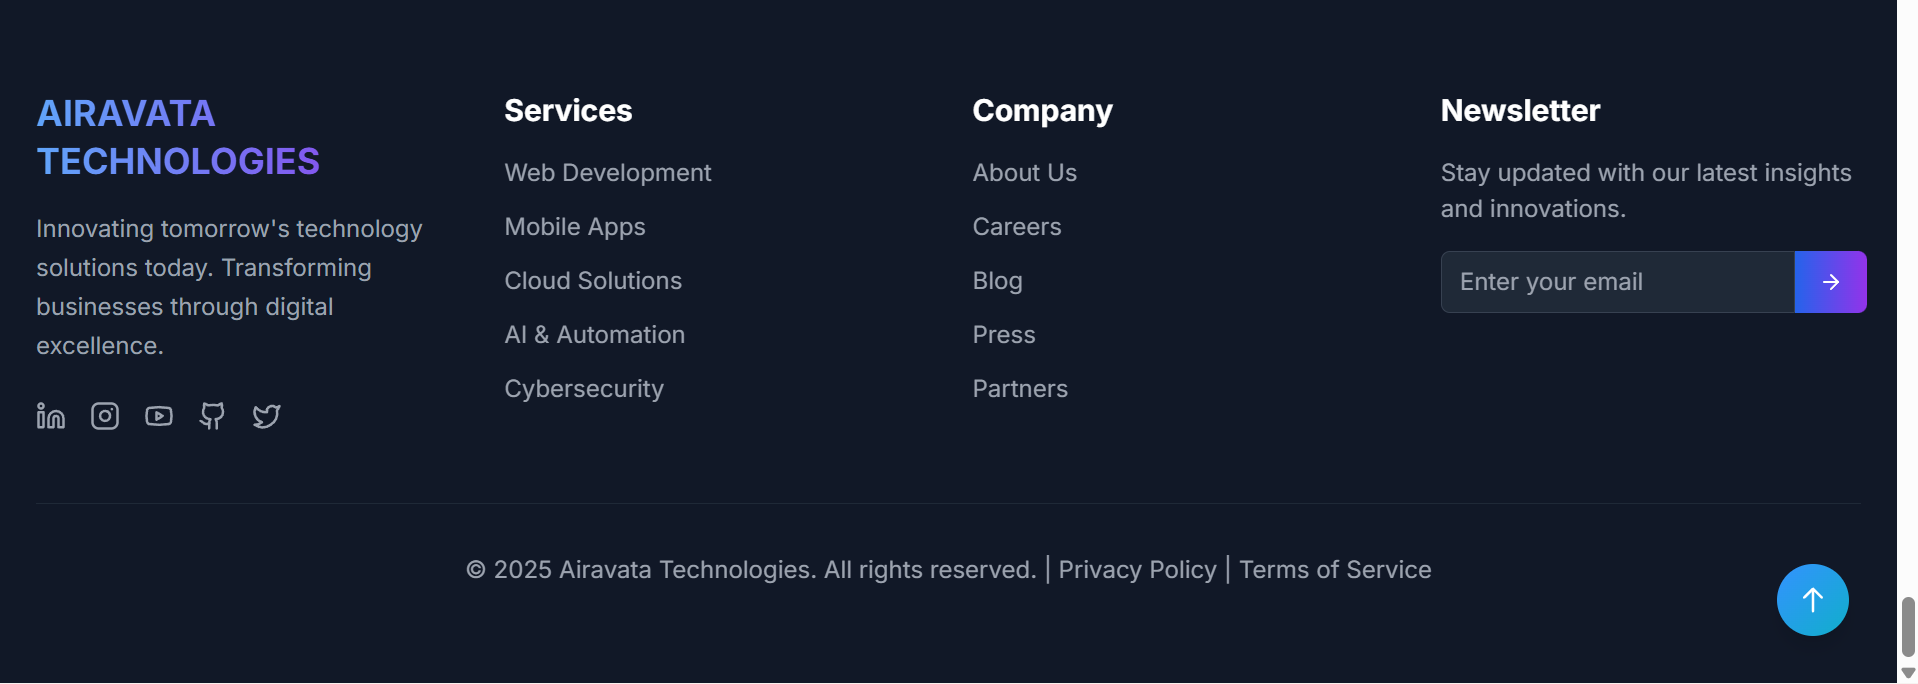 AIRAVATA
TECHNOLOGIES
Innovating tomorrow's technology
solutions today. Transforming
businesses through digital
excellence.
Services
Web Development
Mobile Apps
Cloud Solutions
AI & Automation
Cybersecurity
Company
About Us
Careers
Blog
Press
Partners
Newsletter
Stay updated with our latest insights
and innovations.
Enter your email
© 2025 Airavata Technologies. All rights reserved. | Privacy Policy | Terms of Service